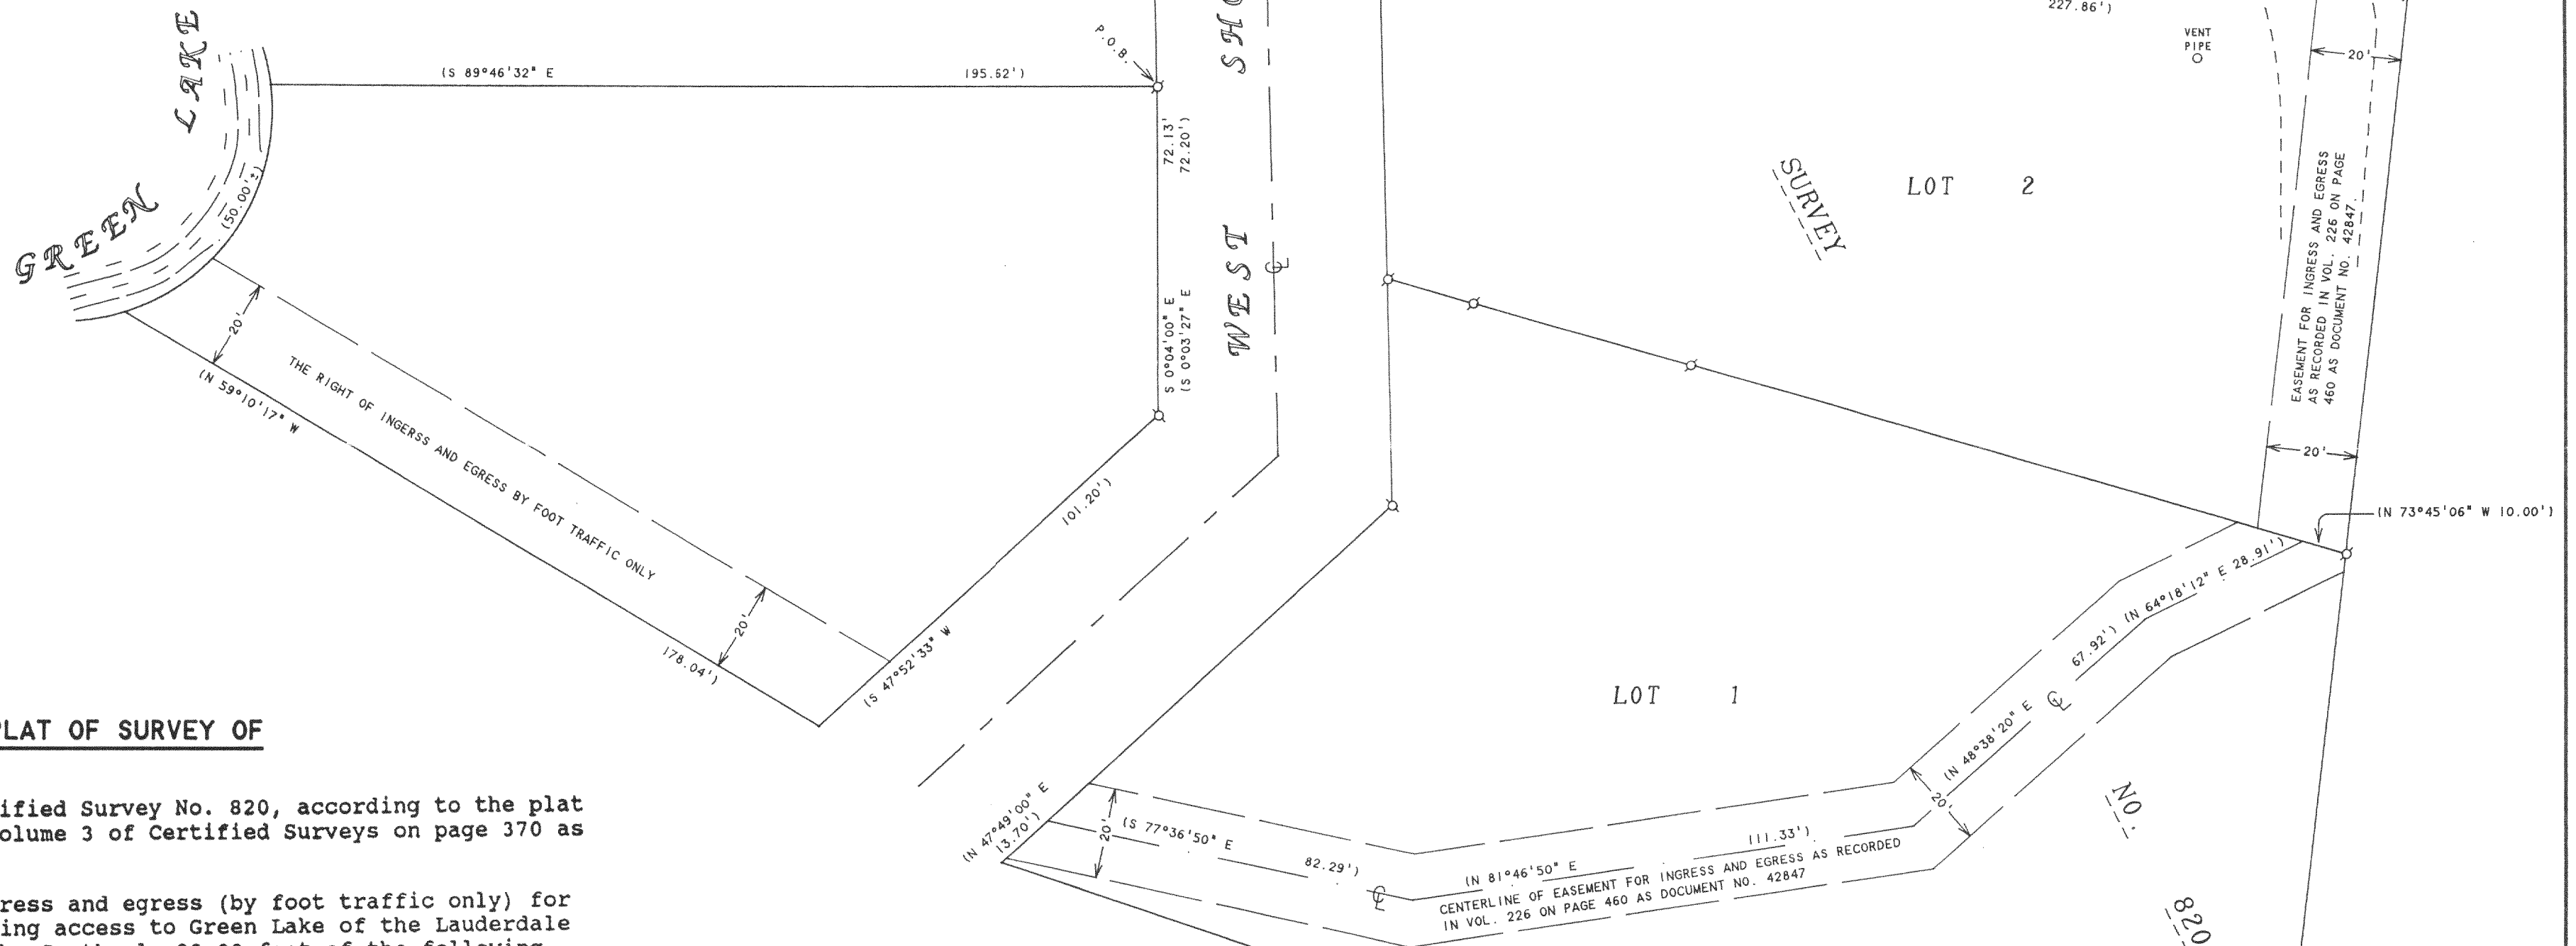 GREEN LAKE
(S 89°46'32" E 195.62')
P.O.B.
72.13'
72.20')
S 0°04'00" E
(S 0°03'27" E
(50.00'±)
20'
THE RIGHT OF INGERSS AND EGRESS BY FOOT TRAFFIC ONLY
(N 59°10'17" W
178.04')
20'
101.20')
(S 47°52'33" W
WEST SHO
℄
227.86')
VENT
PIPE
20'
SURVEY
LOT 2
EASEMENT FOR INGRESS AND EGRESS
AS RECORDED IN VOL. 226 ON PAGE
460 AS DOCUMENT NO. 42847.
20'
(N 73°45'06" W 10.00')
(N 64°18'12" E 28.91')
67.92')
(N 48°38'20" E
℄
20'
LOT 1
(N 47°49'00" E
13.70')
20'
(S 77°36'50" E
82.29')
℄
(N 81°46'50" E
111.33')
CENTERLINE OF EASEMENT FOR INGRESS AND EGRESS AS RECORDED
IN VOL. 226 ON PAGE 460 AS DOCUMENT NO. 42847
NO.
820
PLAT OF SURVEY OF
ified Survey No. 820, according to the plat
olume 3 of Certified Surveys on page 370 as
ress and egress (by foot traffic only) for
ing access to Green Lake of the Lauderdale
feet of the following